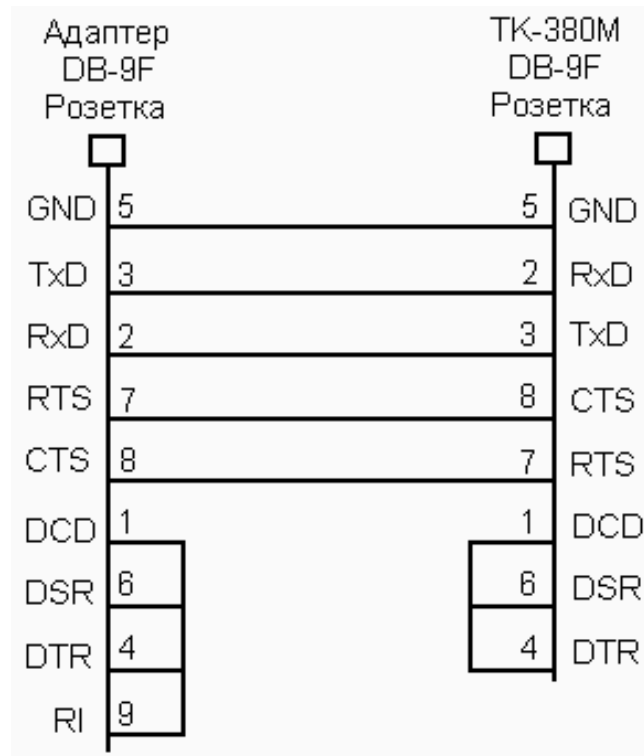 Адаптер
DB-9F
Розетка
TK-380M
DB-9F
Розетка
GND 5 5 GND
TxD 3 2 RxD
RxD 2 3 TxD
RTS 7 8 CTS
CTS 8 7 RTS
DCD 1 1 DCD
DSR 6 6 DSR
DTR 4 4 DTR
RI 9